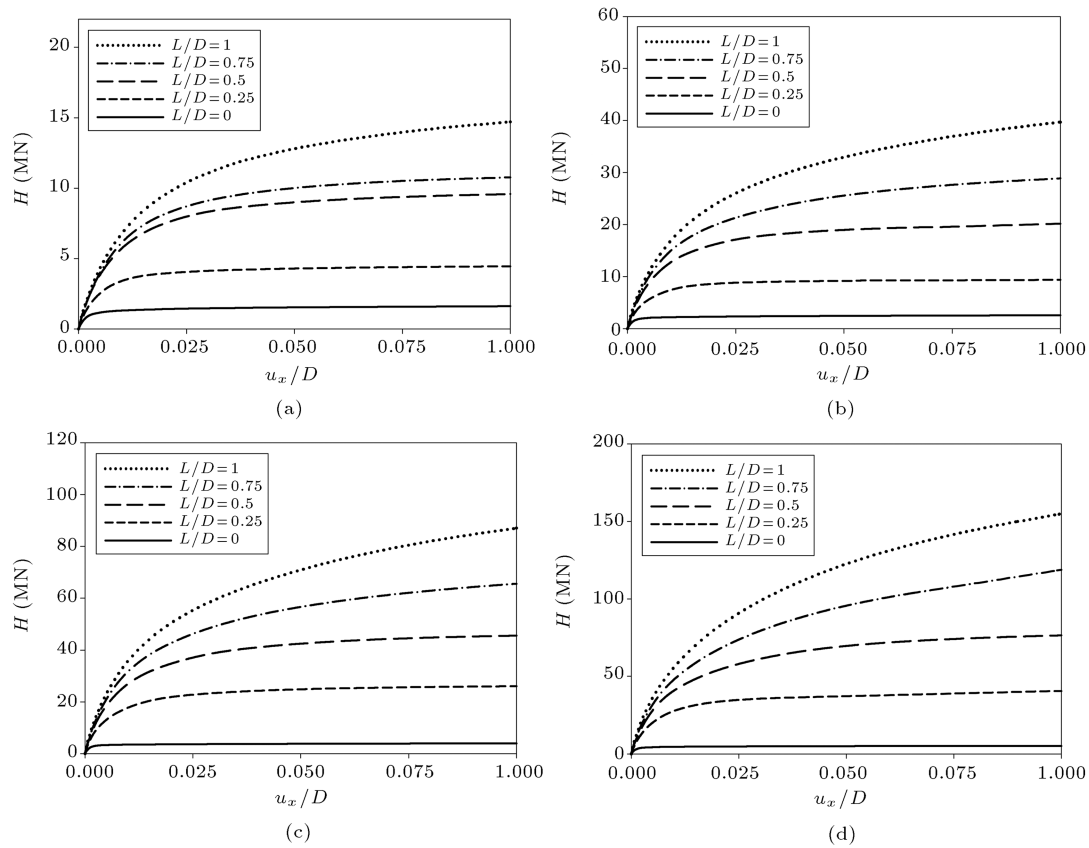 20
15
10
5
0
H (MN)
L/D=1
L/D=0.75
L/D=0.5
L/D=0.25
L/D=0
0.000 0.025 0.050 0.075 1.000
u_x/D
(a)
60
50
40
30
20
10
0
H (MN)
L/D=1
L/D=0.75
L/D=0.5
L/D=0.25
L/D=0
0.000 0.025 0.050 0.075 1.000
u_x/D
(b)
120
100
80
60
40
20
0
H (MN)
L/D=1
L/D=0.75
L/D=0.5
L/D=0.25
L/D=0
0.000 0.025 0.050 0.075 1.000
u_x/D
(c)
200
150
100
50
0
H (MN)
L/D=1
L/D=0.75
L/D=0.5
L/D=0.25
L/D=0
0.000 0.025 0.050 0.075 1.000
u_x/D
(d)